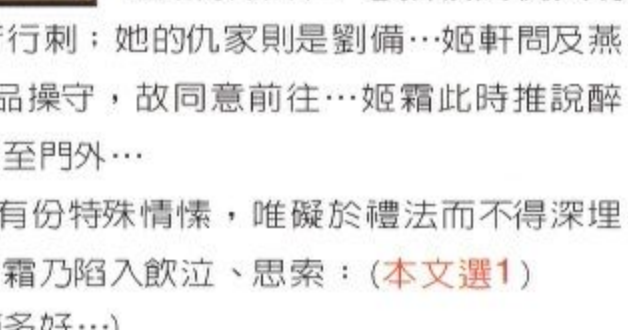 行刺；她的仇家則是劉備…姬軒問及燕
品操守，故同意前往…姬霜此時推說醉
至門外…
有份特殊情愫，唯礙於禮法而不得深埋
霜乃陷入飲泣、思索：(本文選1)
多好…)